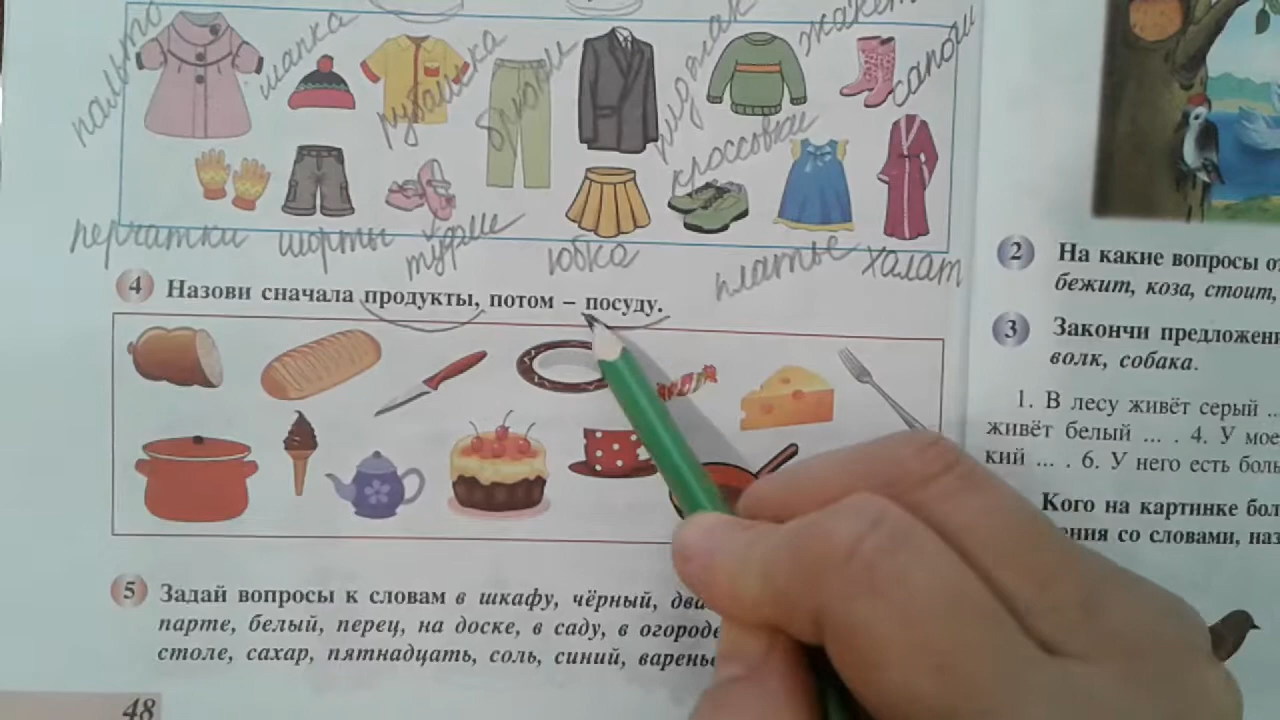 пальто
шапка
рубашка
брюки
пиджак
жакет
сапоги
кроссовки
перчатки
шорты
туфли
юбка
платье
халат
4 Назови сначала продукты, потом – посуду.
5 Задай вопросы к словам в шкафу, чёрный, два
парте, белый, перец, на доске, в саду, в огороде
столе, сахар, пятнадцать, соль, синий, варенье
48
2 На какие вопросы от
бежит, коза, стоит,
3 Закончи предложени
волк, собака.
1. В лесу живёт серый ...
живёт белый ... . 4. У мое
кий ... . 6. У него есть боль
Кого на картинке бол
ения со словами, наз